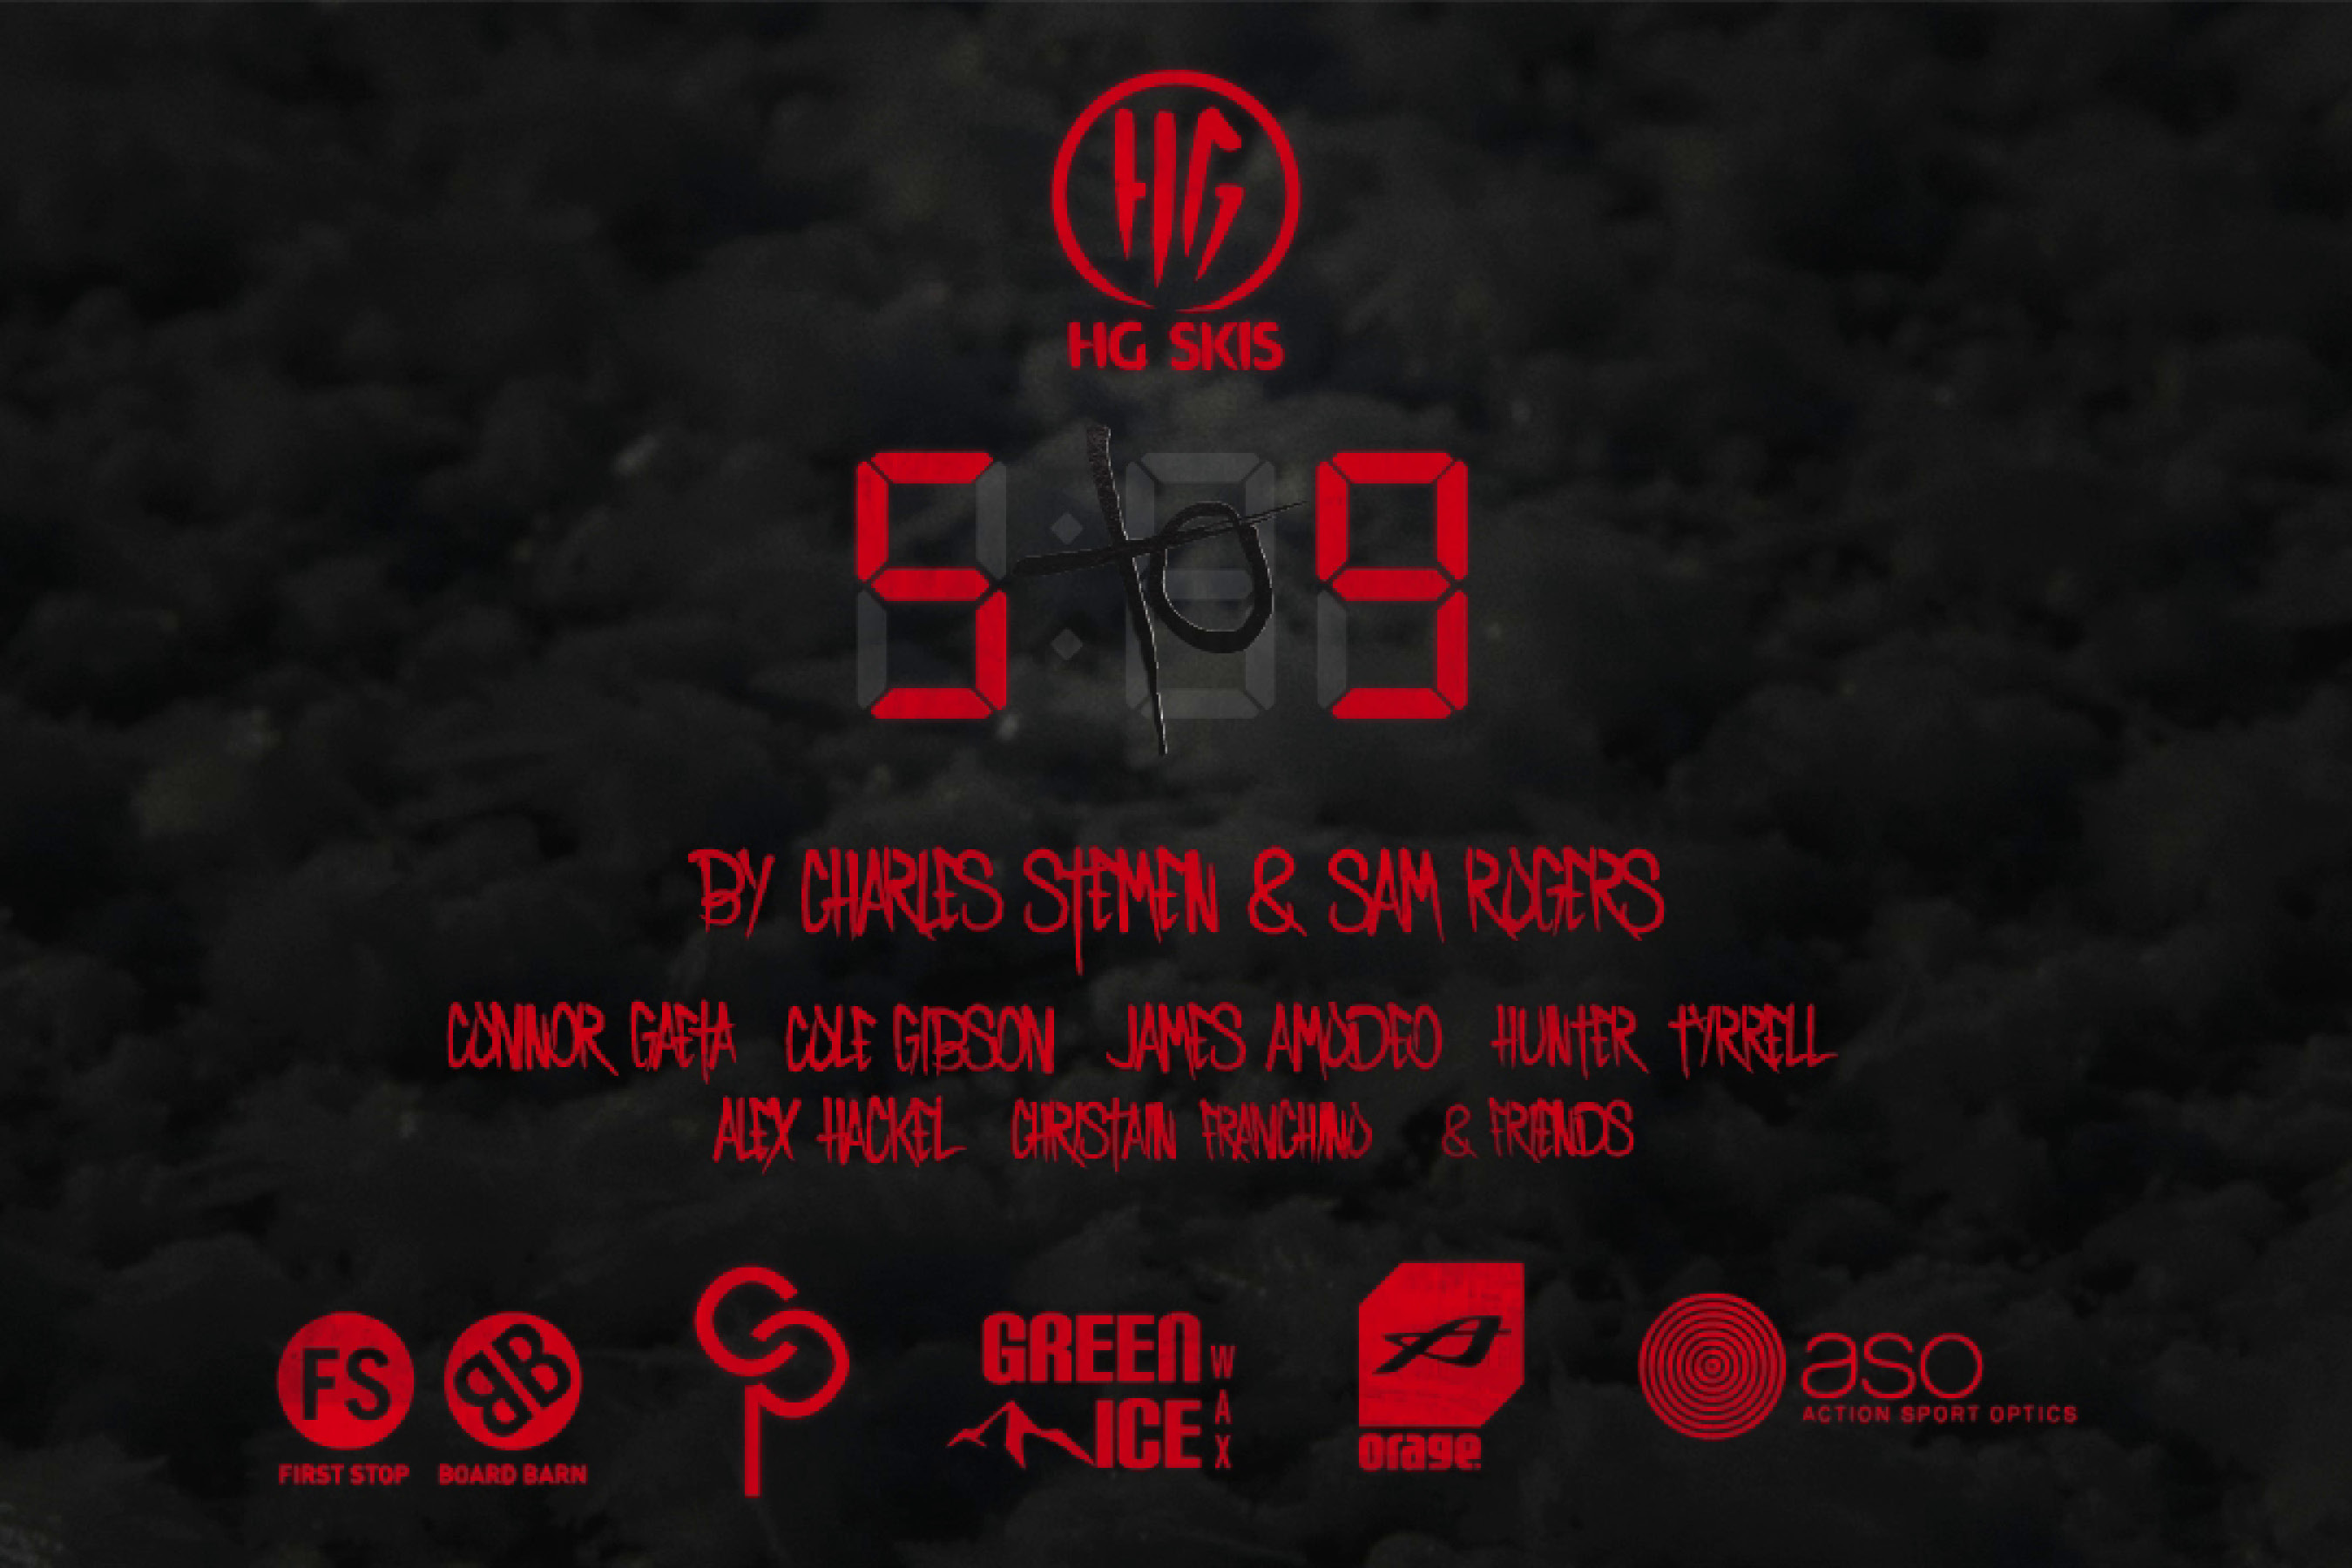 HG
HG SKIS
5 to 9
BY CHARLES STEMEN & SAM ROGERS
CONNOR GAETA COLE GIBSON JAMES AMODEO HUNTER TYRRELL
ALEX HACKEL CHRISTAIN FRANCHINO & FRIENDS
FS BB
FIRST STOP BOARD BARN
GREEN ICE WAX
orage
aso
ACTION SPORT OPTICS